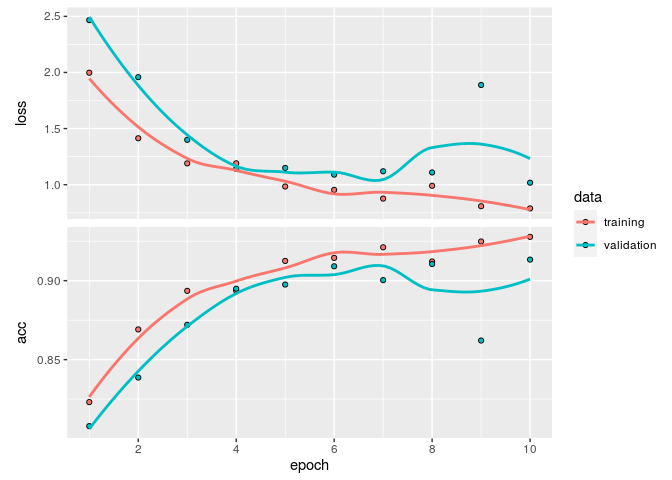 2.5
2.0
1.5
1.0
loss
0.90
0.85
acc
2 4 6 8 10
epoch
data
training
validation